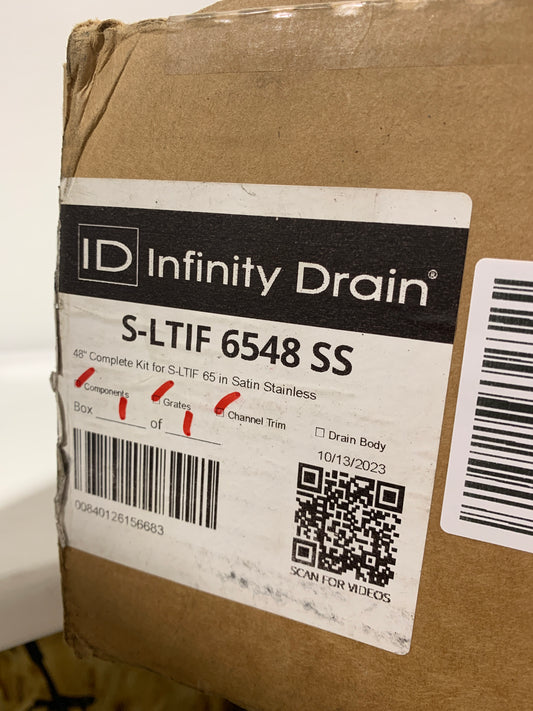 ID Infinity Drain®
S-LTIF 6548 SS
48" Complete Kit for S-LTIF 65 in Satin Stainless
Components Grates Channel Trim Drain Body
Box 1 of 1
10/13/2023
00840126156683
SCAN FOR VIDEOS